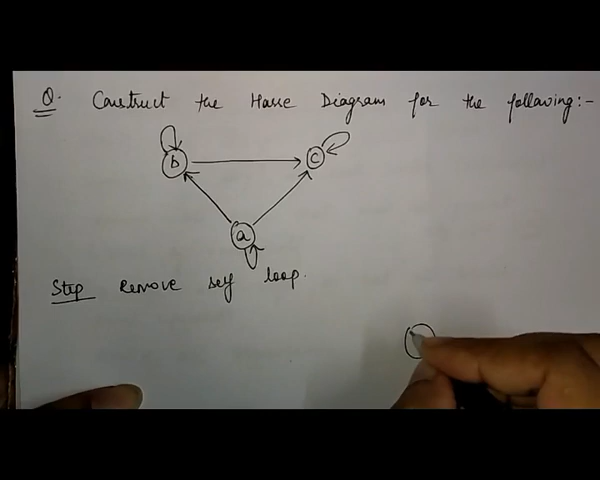 Q. Construct the Hasse Diagram for the following:-
b c
a
Step Remove self loop.